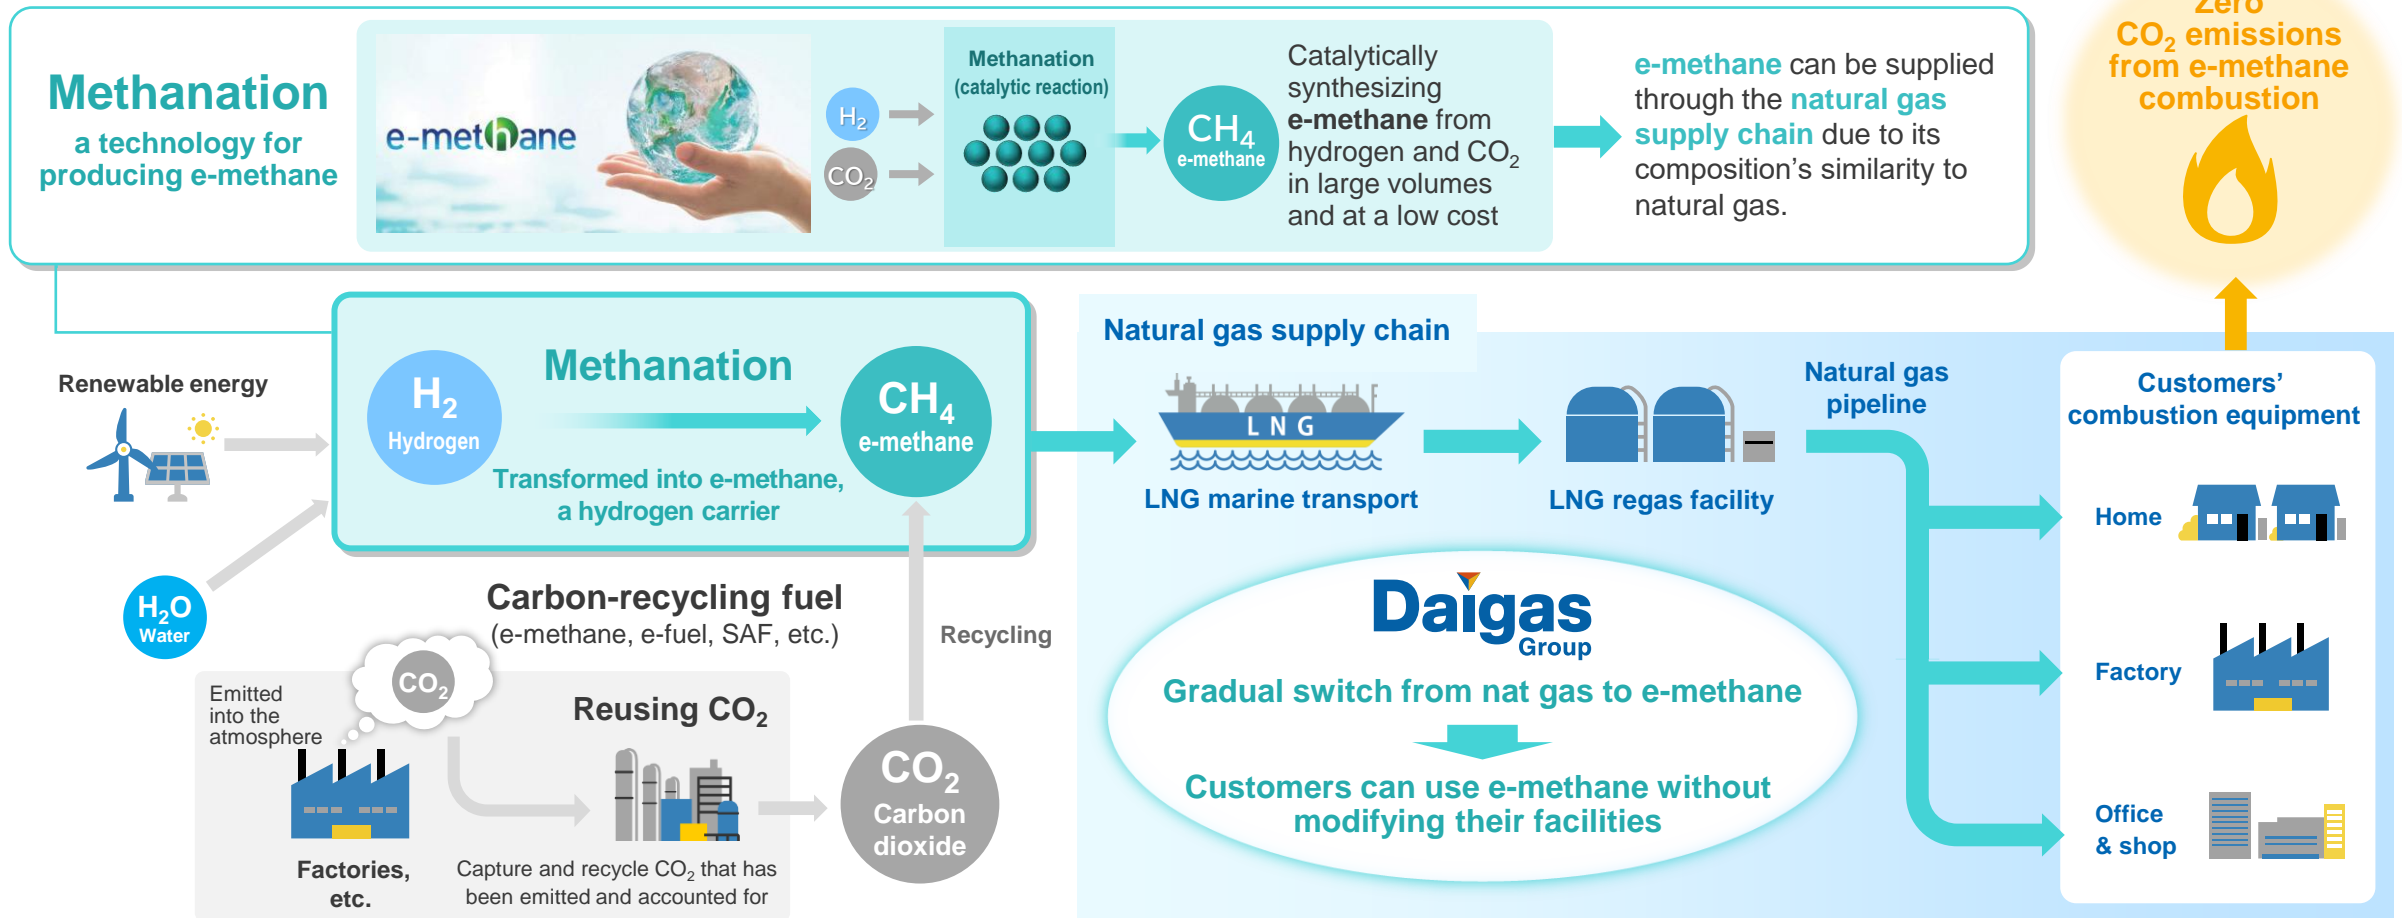 Methanation
a technology for
producing e-methane
e-methane
H2
CO2
Methanation
(catalytic reaction)
CH4
e-methane
Catalytically
synthesizing
e-methane from
hydrogen and CO2
in large volumes
and at a low cost
e-methane can be supplied
through the natural gas
supply chain due to its
composition's similarity to
natural gas.
Zero
CO2 emissions
from e-methane
combustion
Renewable energy
H2O
Water
H2
Hydrogen
Methanation
Transformed into e-methane,
a hydrogen carrier
CH4
e-methane
Carbon-recycling fuel
(e-methane, e-fuel, SAF, etc.)
Recycling
Emitted
into the
atmosphere
CO2
Factories,
etc.
Reusing CO2
Capture and recycle CO2 that has
been emitted and accounted for
CO2
Carbon
dioxide
Natural gas supply chain
LNG
LNG marine transport
LNG regas facility
Natural gas
pipeline
Daigas
Group
Gradual switch from nat gas to e-methane
Customers can use e-methane without
modifying their facilities
Customers'
combustion equipment
Home
Factory
Office
& shop